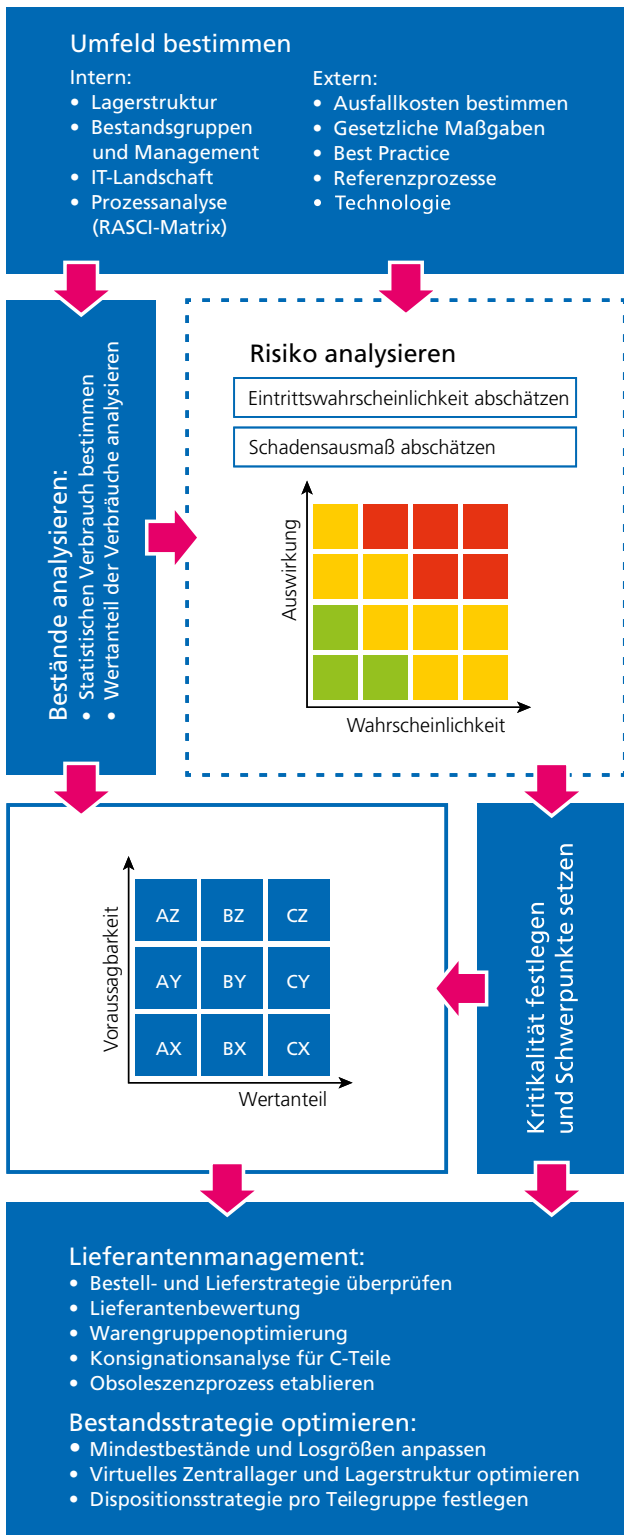 Umfeld bestimmen
Intern:
• Lagerstruktur
• Bestandsgruppen
und Management
• IT-Landschaft
• Prozessanalyse
(RASCI-Matrix)
Extern:
• Ausfallkosten bestimmen
• Gesetzliche Maßgaben
• Best Practice
• Referenzprozesse
• Technologie
Bestände analysieren:
• Statistischen Verbrauch bestimmen
• Wertanteil der Verbräuche analysieren
Risiko analysieren
Eintrittswahrscheinlichkeit abschätzen
Schadensausmaß abschätzen
Auswirkung
Wahrscheinlichkeit
Voraussagbarkeit
AZ BZ CZ
AY BY CY
AX BX CX
Wertanteil
Kritikalität festlegen
und Schwerpunkte setzen
Lieferantenmanagement:
• Bestell- und Lieferstrategie überprüfen
• Lieferantenbewertung
• Warengruppenoptimierung
• Konsignationsanalyse für C-Teile
• Obsoleszenzprozess etablieren
Bestandsstrategie optimieren:
• Mindestbestände und Losgrößen anpassen
• Virtuelles Zentrallager und Lagerstruktur optimieren
• Dispositionsstrategie pro Teilegruppe festlegen